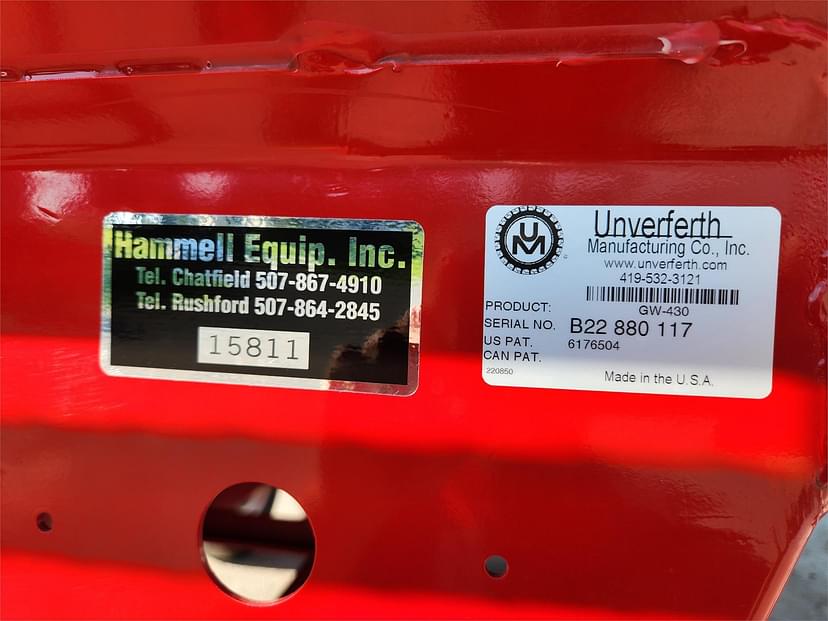 Hammell Equip. Inc.
Tel. Chatfield 507-867-4910
Tel. Rushford 507-864-2845
15811
UM
Unverferth
Manufacturing Co., Inc.
www.unverferth.com
419-532-3121
PRODUCT: GW-430
SERIAL NO. B22 880 117
US PAT. 6176504
CAN PAT.
220850
Made in the U.S.A.